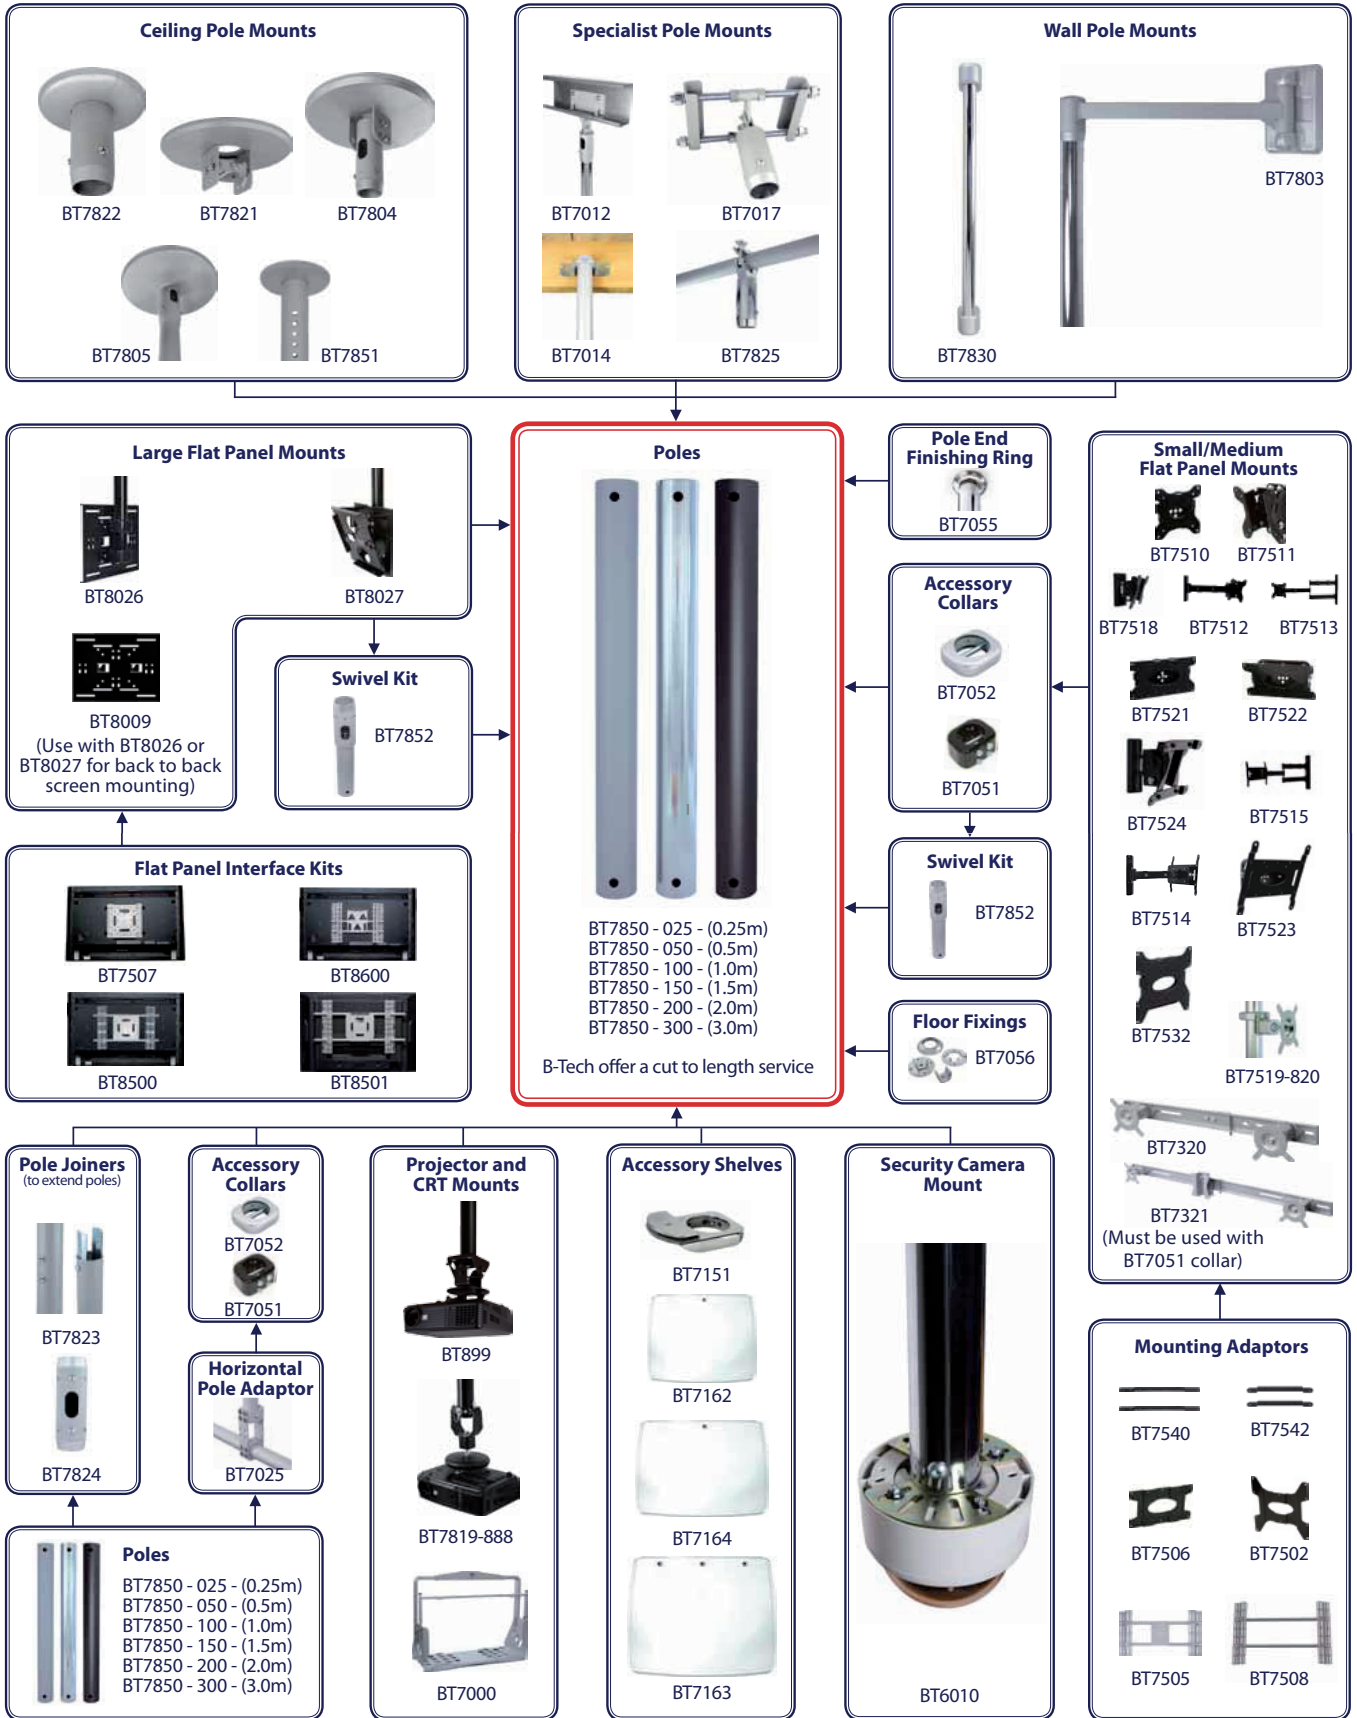 Ceiling Pole Mounts
BT7822
BT7821
BT7804
BT7805
BT7851
Specialist Pole Mounts
BT7012
BT7017
BT7014
BT7825
Wall Pole Mounts
BT7803
BT7830
Large Flat Panel Mounts
BT8026
BT8027
BT8009
(Use with BT8026 or
BT8027 for back to back
screen mounting)
Swivel Kit
BT7852
Flat Panel Interface Kits
BT7507
BT8600
BT8500
BT8501
Poles
BT7850 - 025 - (0.25m)
BT7850 - 050 - (0.5m)
BT7850 - 100 - (1.0m)
BT7850 - 150 - (1.5m)
BT7850 - 200 - (2.0m)
BT7850 - 300 - (3.0m)
B-Tech offer a cut to length service
Pole End
Finishing Ring
BT7055
Accessory
Collars
BT7052
BT7051
Swivel Kit
BT7852
Floor Fixings
BT7056
Small/Medium
Flat Panel Mounts
BT7510
BT7511
BT7518
BT7512
BT7513
BT7521
BT7522
BT7524
BT7515
BT7514
BT7523
BT7532
BT7519-820
BT7320
BT7321
(Must be used with
BT7051 collar)
Pole Joiners
(to extend poles)
BT7823
BT7824
Accessory
Collars
BT7052
BT7051
Horizontal
Pole Adaptor
BT7025
Poles
BT7850 - 025 - (0.25m)
BT7850 - 050 - (0.5m)
BT7850 - 100 - (1.0m)
BT7850 - 150 - (1.5m)
BT7850 - 200 - (2.0m)
BT7850 - 300 - (3.0m)
Projector and
CRT Mounts
BT899
BT7819-888
BT7000
Accessory Shelves
BT7151
BT7162
BT7164
BT7163
Security Camera
Mount
BT6010
Mounting Adaptors
BT7540
BT7542
BT7506
BT7502
BT7505
BT7508